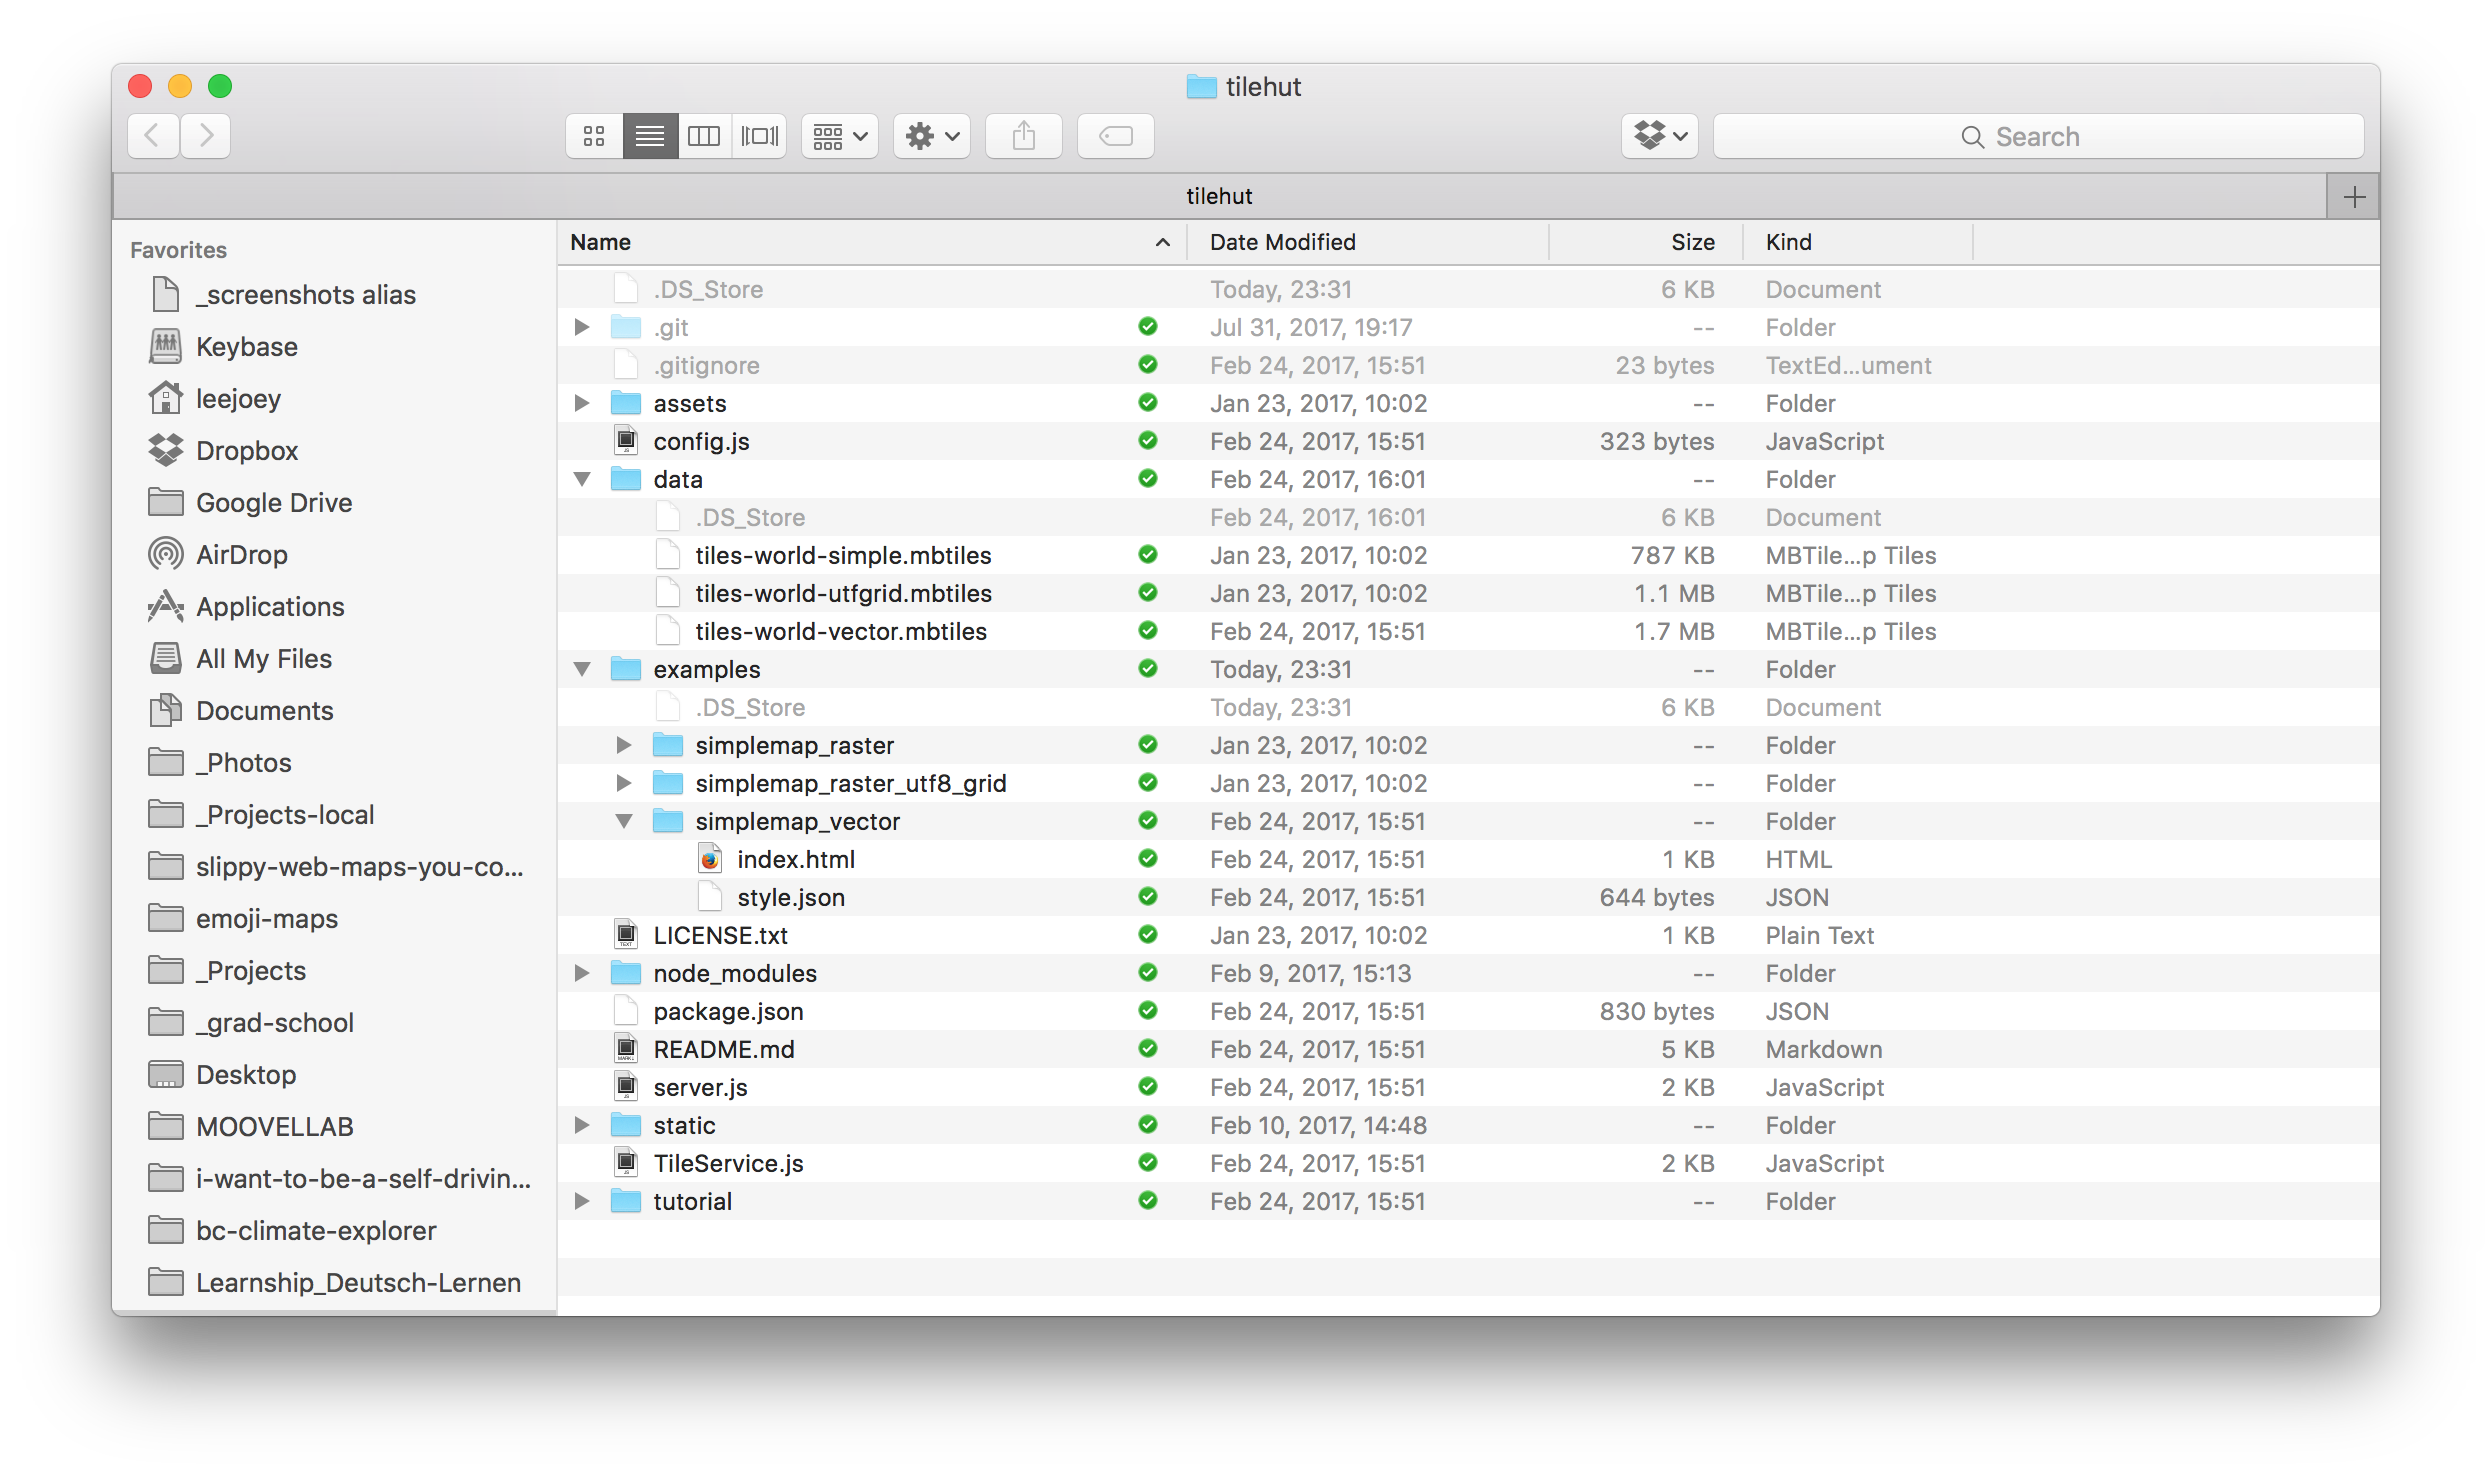 tilehut
Search
tilehut
Favorites
_screenshots alias
Keybase
leejoey
Dropbox
Google Drive
AirDrop
Applications
All My Files
Documents
_Photos
_Projects-local
slippy-web-maps-you-co...
emoji-maps
_Projects
_grad-school
Desktop
MOOVELLAB
i-want-to-be-a-self-drivin...
bc-climate-explorer
Learnship_Deutsch-Lernen
Name Date Modified Size Kind
.DS_Store Today, 23:31 6 KB Document
.git Jul 31, 2017, 19:17 -- Folder
.gitignore Feb 24, 2017, 15:51 23 bytes TextEd...ument
assets Jan 23, 2017, 10:02 -- Folder
config.js Feb 24, 2017, 15:51 323 bytes JavaScript
data Feb 24, 2017, 16:01 -- Folder
.DS_Store Feb 24, 2017, 16:01 6 KB Document
tiles-world-simple.mbtiles Jan 23, 2017, 10:02 787 KB MBTile...p Tiles
tiles-world-utfgrid.mbtiles Jan 23, 2017, 10:02 1.1 MB MBTile...p Tiles
tiles-world-vector.mbtiles Feb 24, 2017, 15:51 1.7 MB MBTile...p Tiles
examples Today, 23:31 -- Folder
.DS_Store Today, 23:31 6 KB Document
simplemap_raster Jan 23, 2017, 10:02 -- Folder
simplemap_raster_utf8_grid Jan 23, 2017, 10:02 -- Folder
simplemap_vector Feb 24, 2017, 15:51 -- Folder
index.html Feb 24, 2017, 15:51 1 KB HTML
style.json Feb 24, 2017, 15:51 644 bytes JSON
LICENSE.txt Jan 23, 2017, 10:02 1 KB Plain Text
node_modules Feb 9, 2017, 15:13 -- Folder
package.json Feb 24, 2017, 15:51 830 bytes JSON
README.md Feb 24, 2017, 15:51 5 KB Markdown
server.js Feb 24, 2017, 15:51 2 KB JavaScript
static Feb 10, 2017, 14:48 -- Folder
TileService.js Feb 24, 2017, 15:51 2 KB JavaScript
tutorial Feb 24, 2017, 15:51 -- Folder